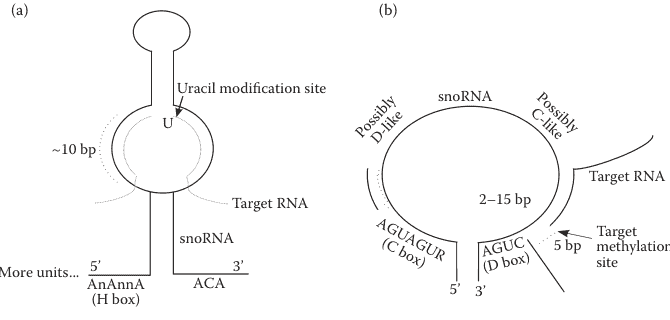 (a)
Uracil modification site
U
~10 bp
Target RNA
snoRNA
More units...
5′
AnAnnA
(H box)
3′
ACA
(b)
snoRNA
Possibly
D-like
Possibly
C-like
Target RNA
2–15 bp
AGUAGUR
(C box)
AGUC
(D box)
5 bp
Target
methylation
site
5′
3′